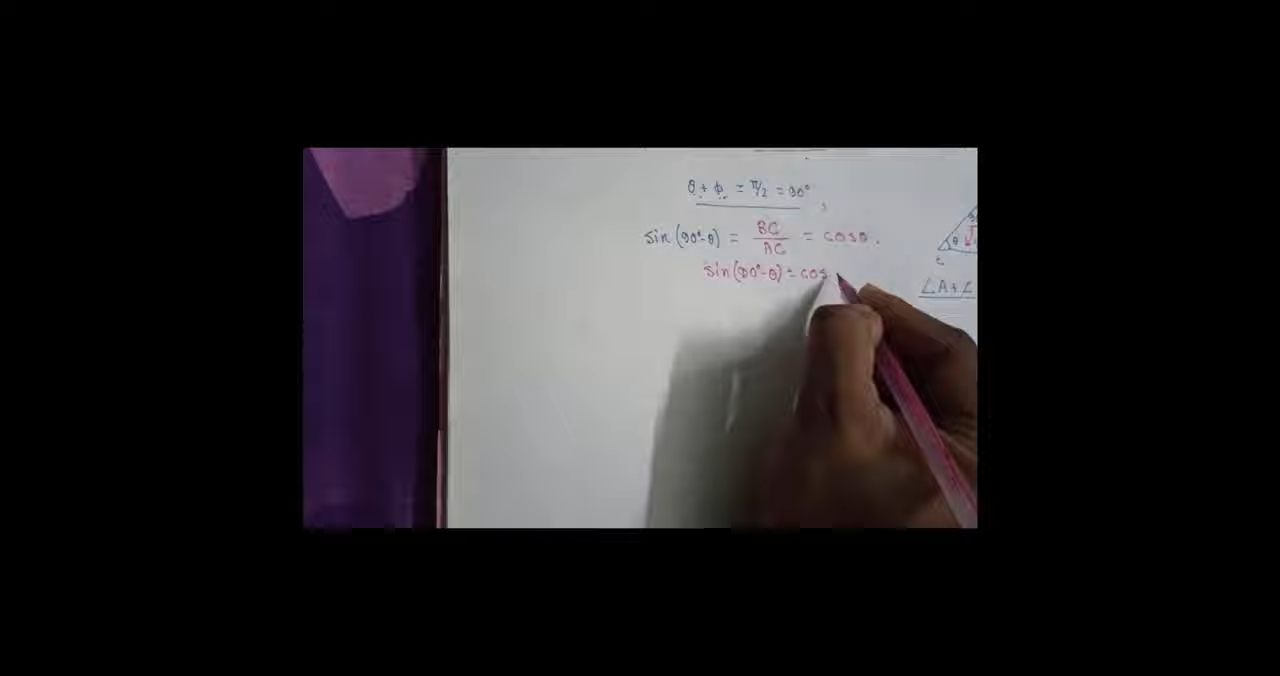 θ + ϕ = π/2 = 90°
sin (90°-θ) = BC/AC = cosθ.
sin (90°-θ) = cos
θ
C
∠A + ∠